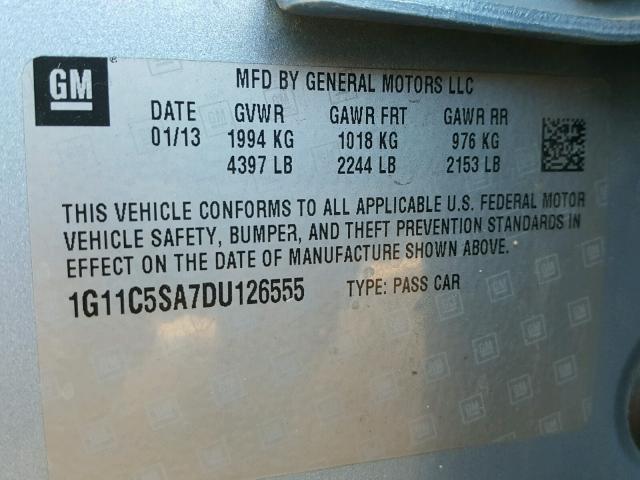 GM
MFD BY GENERAL MOTORS LLC
DATE GVWR GAWR FRT GAWR RR
01/13 1994 KG 1018 KG 976 KG
4397 LB 2244 LB 2153 LB
THIS VEHICLE CONFORMS TO ALL APPLICABLE U.S. FEDERAL MOTOR
VEHICLE SAFETY, BUMPER, AND THEFT PREVENTION STANDARDS IN
EFFECT ON THE DATE OF MANUFACTURE SHOWN ABOVE.
1G11C5SA7DU126555 TYPE: PASS CAR